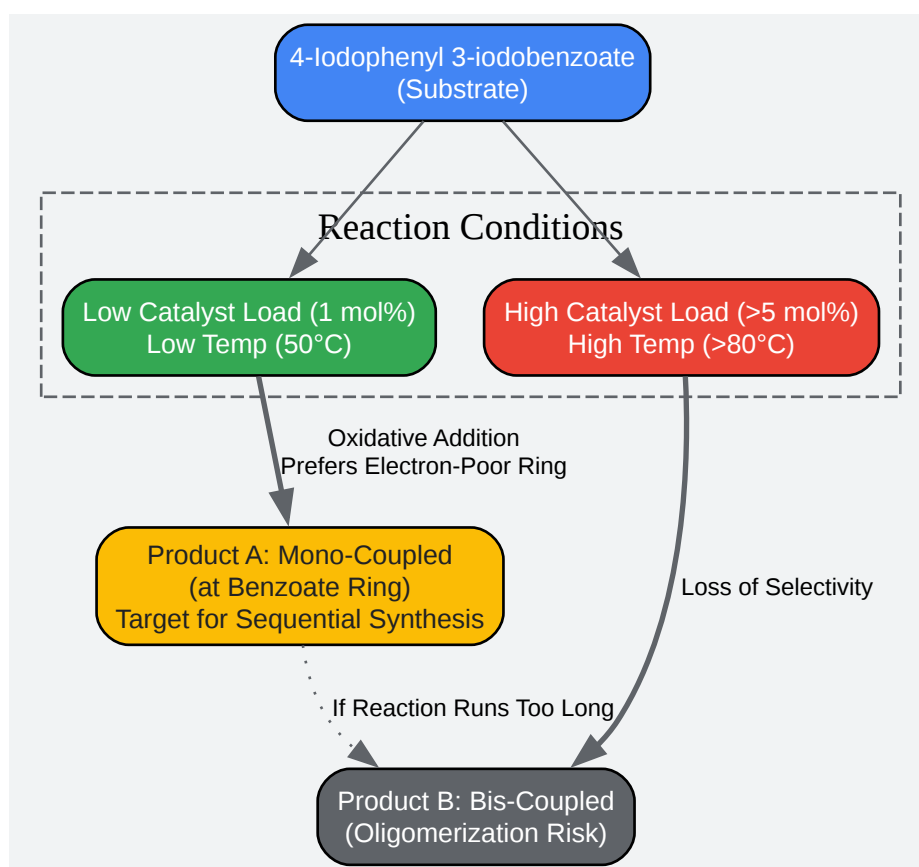 4-Iodophenyl 3-iodobenzoate
(Substrate)
Reaction Conditions
Low Catalyst Load (1 mol%)
Low Temp (50°C)
High Catalyst Load (>5 mol%)
High Temp (>80°C)
Oxidative Addition
Prefers Electron-Poor Ring
Product A: Mono-Coupled
(at Benzoate Ring)
Target for Sequential Synthesis
Loss of Selectivity
If Reaction Runs Too Long
Product B: Bis-Coupled
(Oligomerization Risk)